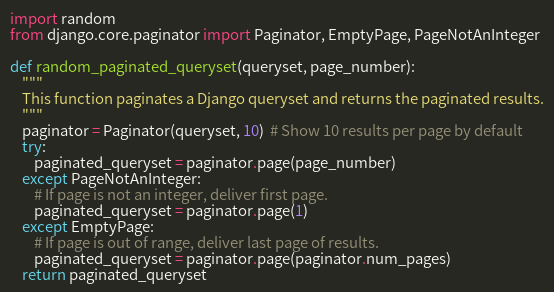 import random
from django.core.paginator import Paginator, EmptyPage, PageNotAnInteger

def random_paginated_queryset(queryset, page_number):
    """
    This function paginates a Django queryset and returns the paginated results.
    """
    paginator = Paginator(queryset, 10)  # Show 10 results per page by default
    try:
        paginated_queryset = paginator.page(page_number)
    except PageNotAnInteger:
        # If page is not an integer, deliver first page.
        paginated_queryset = paginator.page(1)
    except EmptyPage:
        # If page is out of range, deliver last page of results.
        paginated_queryset = paginator.page(paginator.num_pages)
    return paginated_queryset